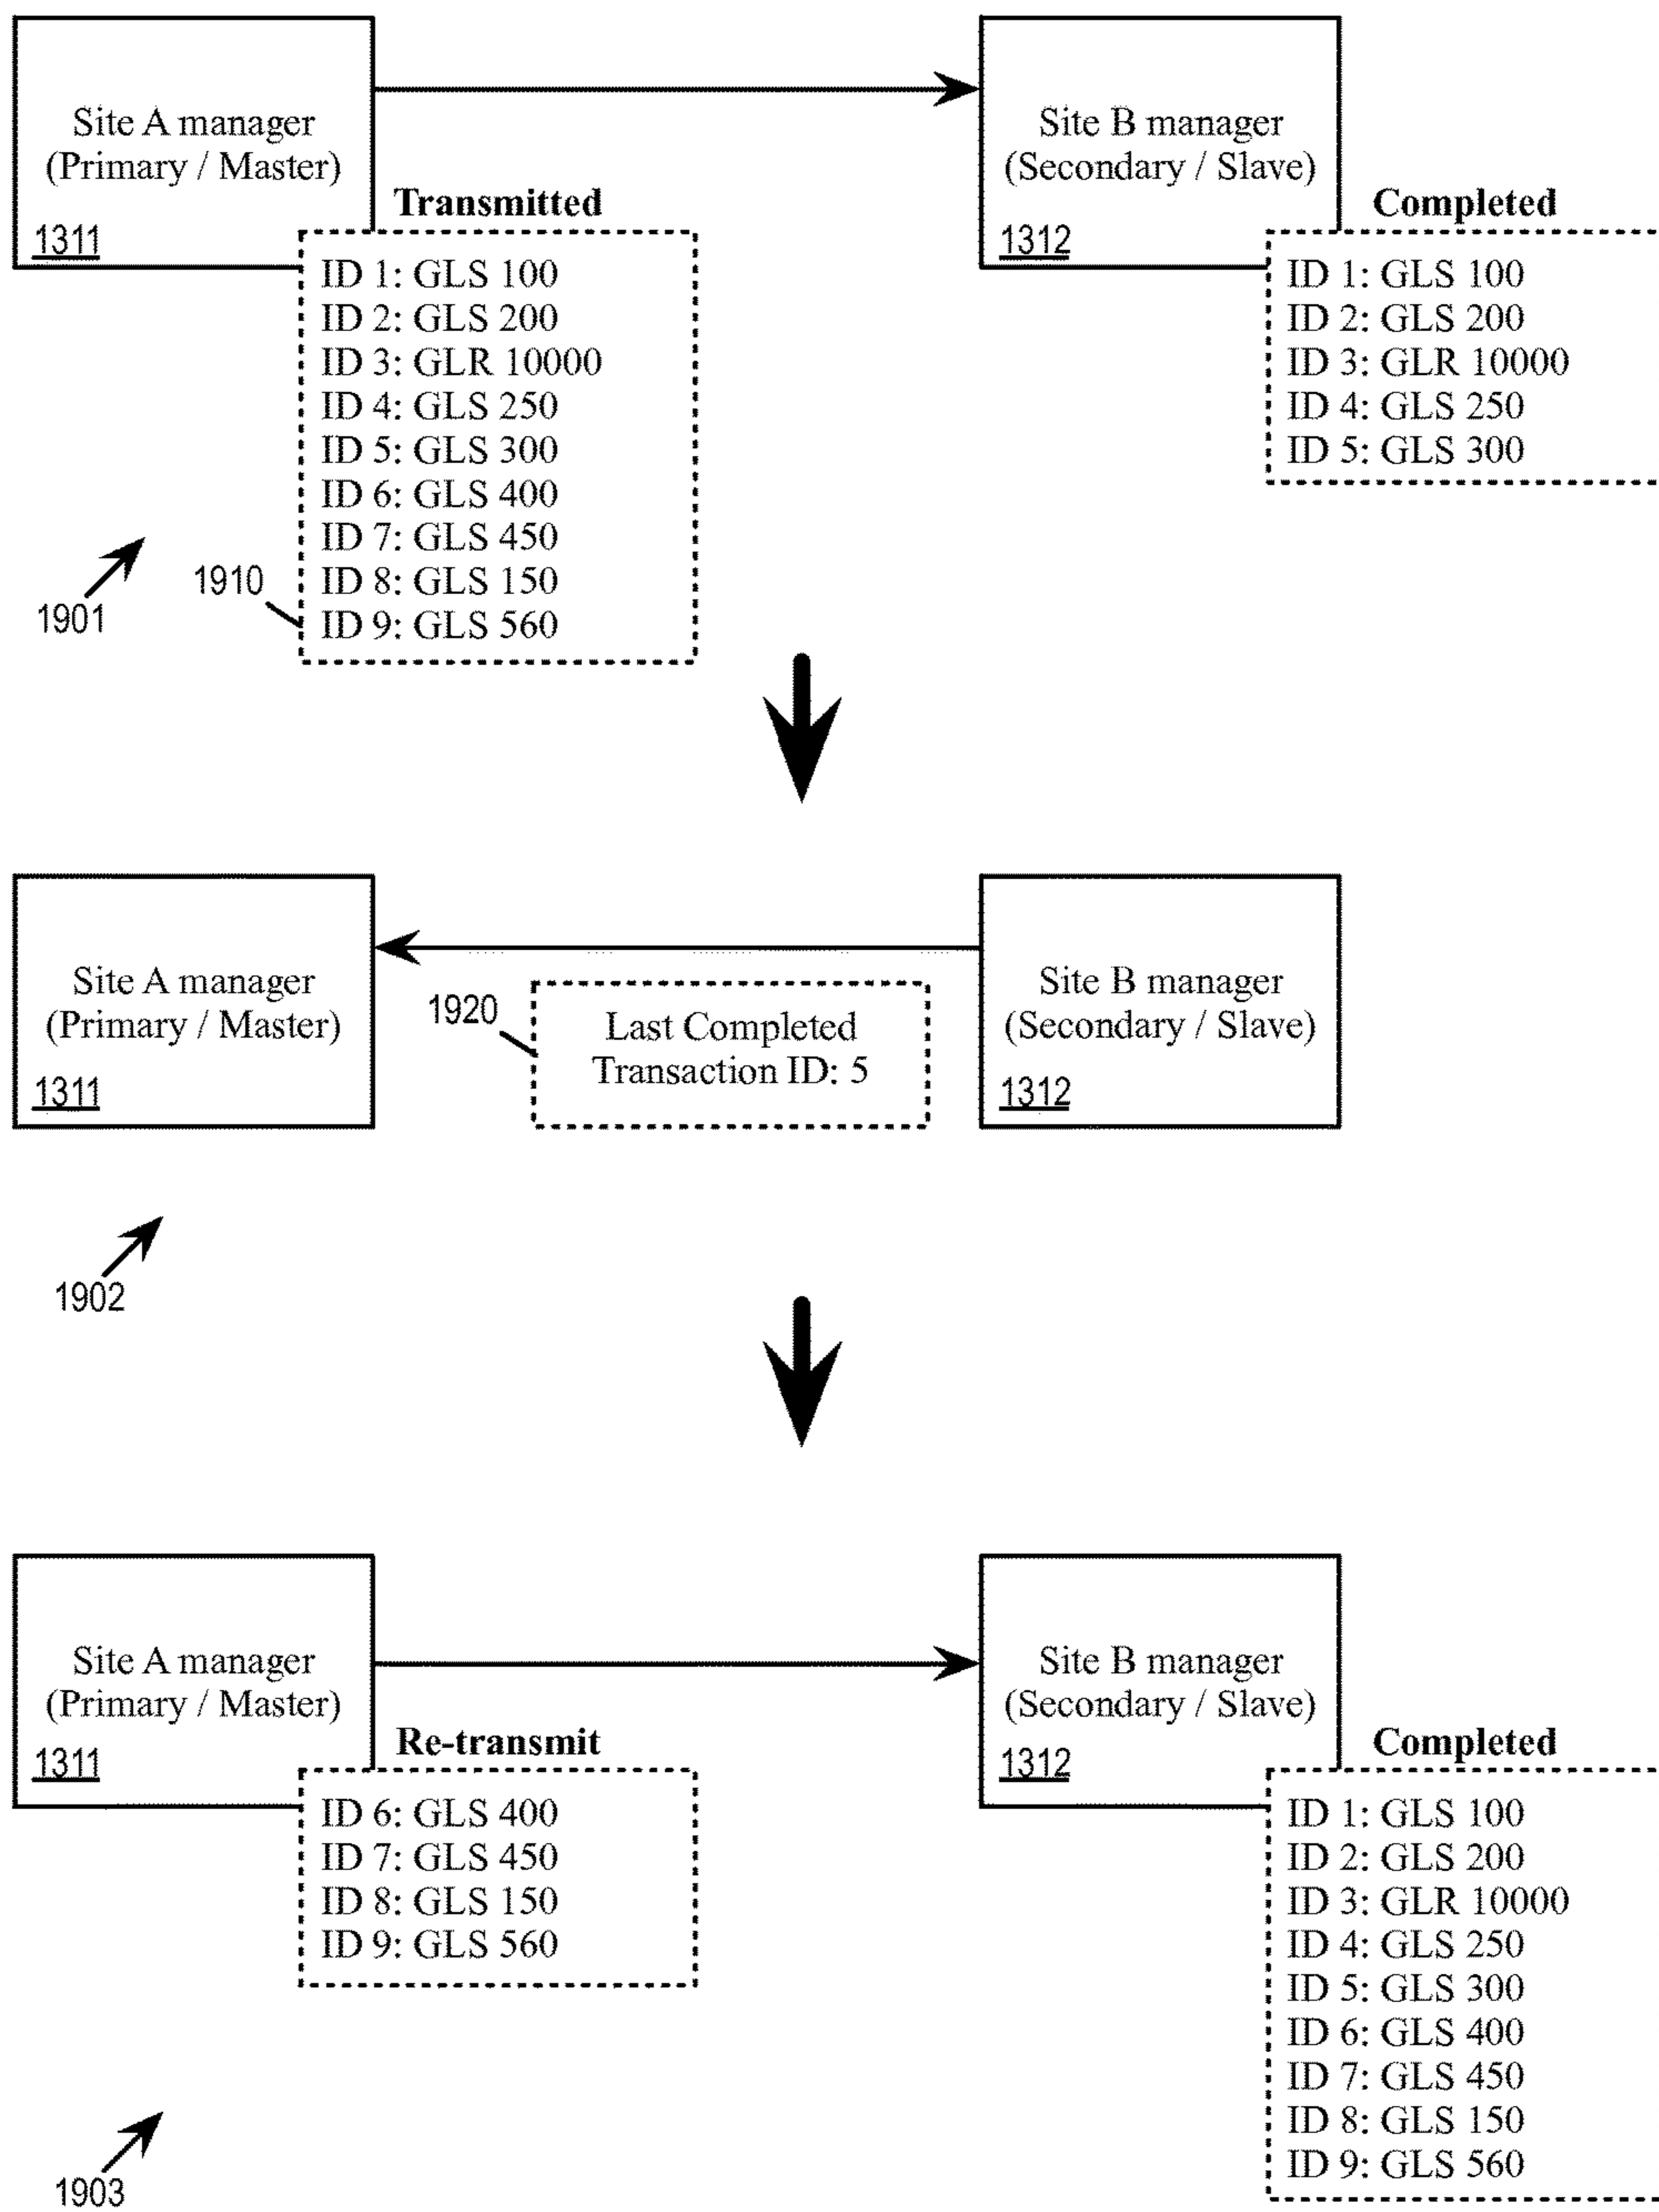 Site A manager
(Primary / Master)
1311
Transmitted
ID 1: GLS 100
ID 2: GLS 200
ID 3: GLR 10000
ID 4: GLS 250
ID 5: GLS 300
ID 6: GLS 400
ID 7: GLS 450
ID 8: GLS 150
ID 9: GLS 560
1910
1901
Site B manager
(Secondary / Slave)
1312
Completed
ID 1: GLS 100
ID 2: GLS 200
ID 3: GLR 10000
ID 4: GLS 250
ID 5: GLS 300
Site A manager
(Primary / Master)
1311
1920
Last Completed
Transaction ID: 5
Site B manager
(Secondary / Slave)
1312
1902
Site A manager
(Primary / Master)
1311
Re-transmit
ID 6: GLS 400
ID 7: GLS 450
ID 8: GLS 150
ID 9: GLS 560
Site B manager
(Secondary / Slave)
1312
Completed
ID 1: GLS 100
ID 2: GLS 200
ID 3: GLR 10000
ID 4: GLS 250
ID 5: GLS 300
ID 6: GLS 400
ID 7: GLS 450
ID 8: GLS 150
ID 9: GLS 560
1903